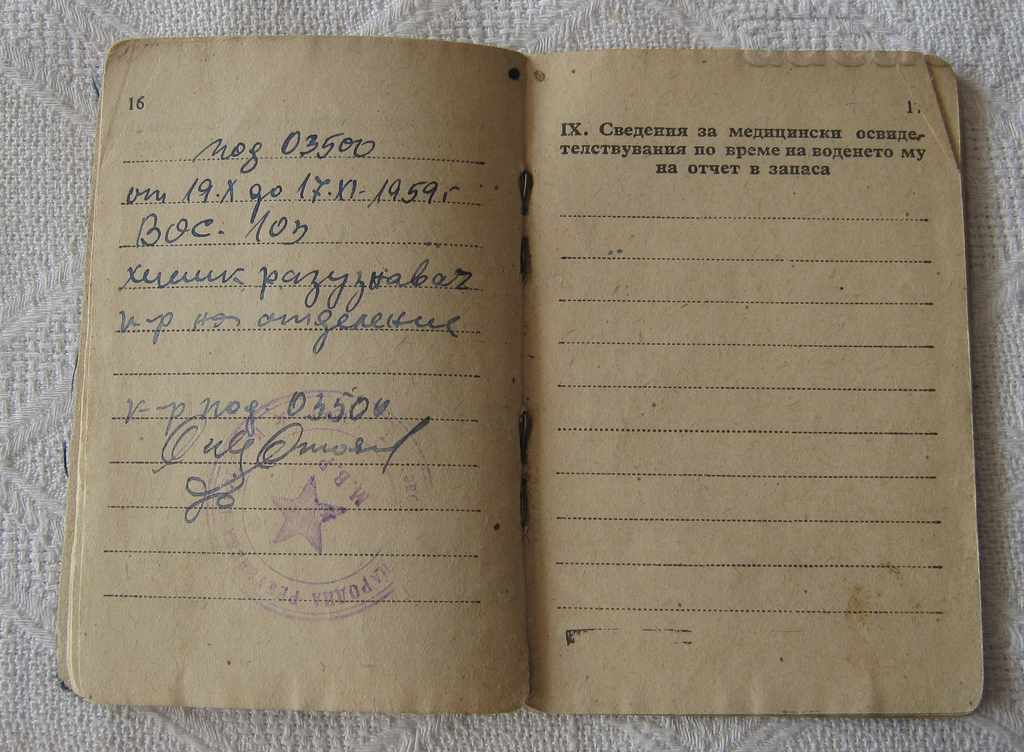 16
под 03500
от 19.X до 17.XI-1959 г
ВОС. 103
химик разузнавач
к-р на отделение
к-р под. 03500
НАРОДНА
1.
IX. Сведения за медицински освиде-
телствувания по време на воденето му
на отчет в запаса